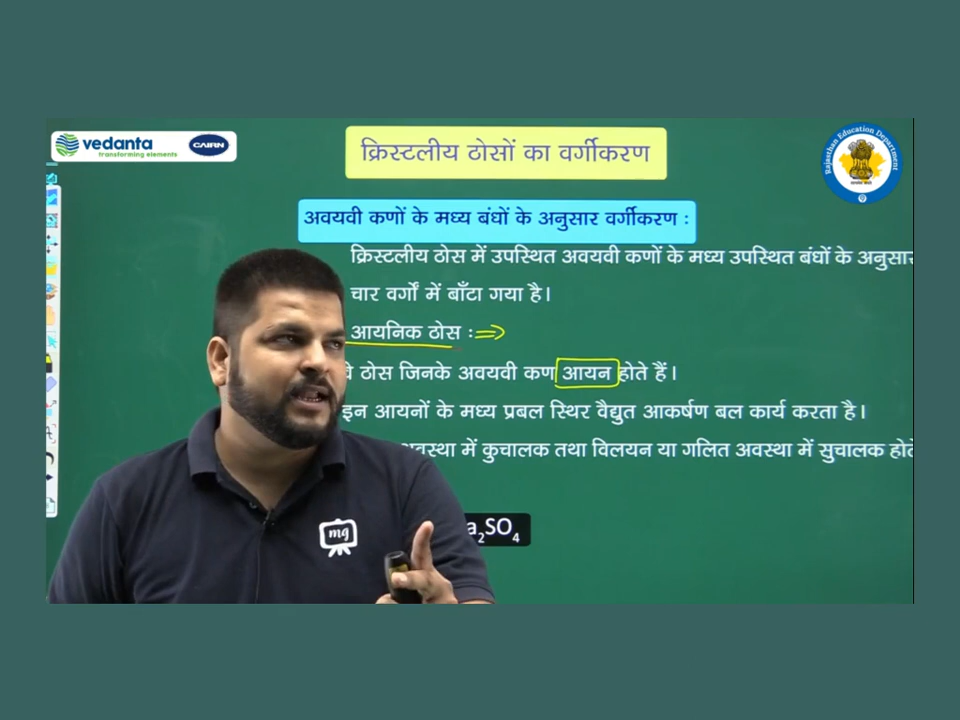 vedanta
transforming elements
CAIRN
क्रिस्टलीय ठोसों का वर्गीकरण
Rajasthan Education Department
अवयवी कणों के मध्य बंधों के अनुसार वर्गीकरण :
क्रिस्टलीय ठोस में उपस्थित अवयवी कणों के मध्य उपस्थित बंधों के अनुसार
चार वर्गों में बाँटा गया है।
आयनिक ठोस :⇒
ठोस जिनके अवयवी कण आयन होते हैं।
इन आयनों के मध्य प्रबल स्थिर वैद्युत आकर्षण बल कार्य करता है।
में कुचालक तथा विलयन या गलित अवस्था में सुचालक होते
a₂SO₄
mg